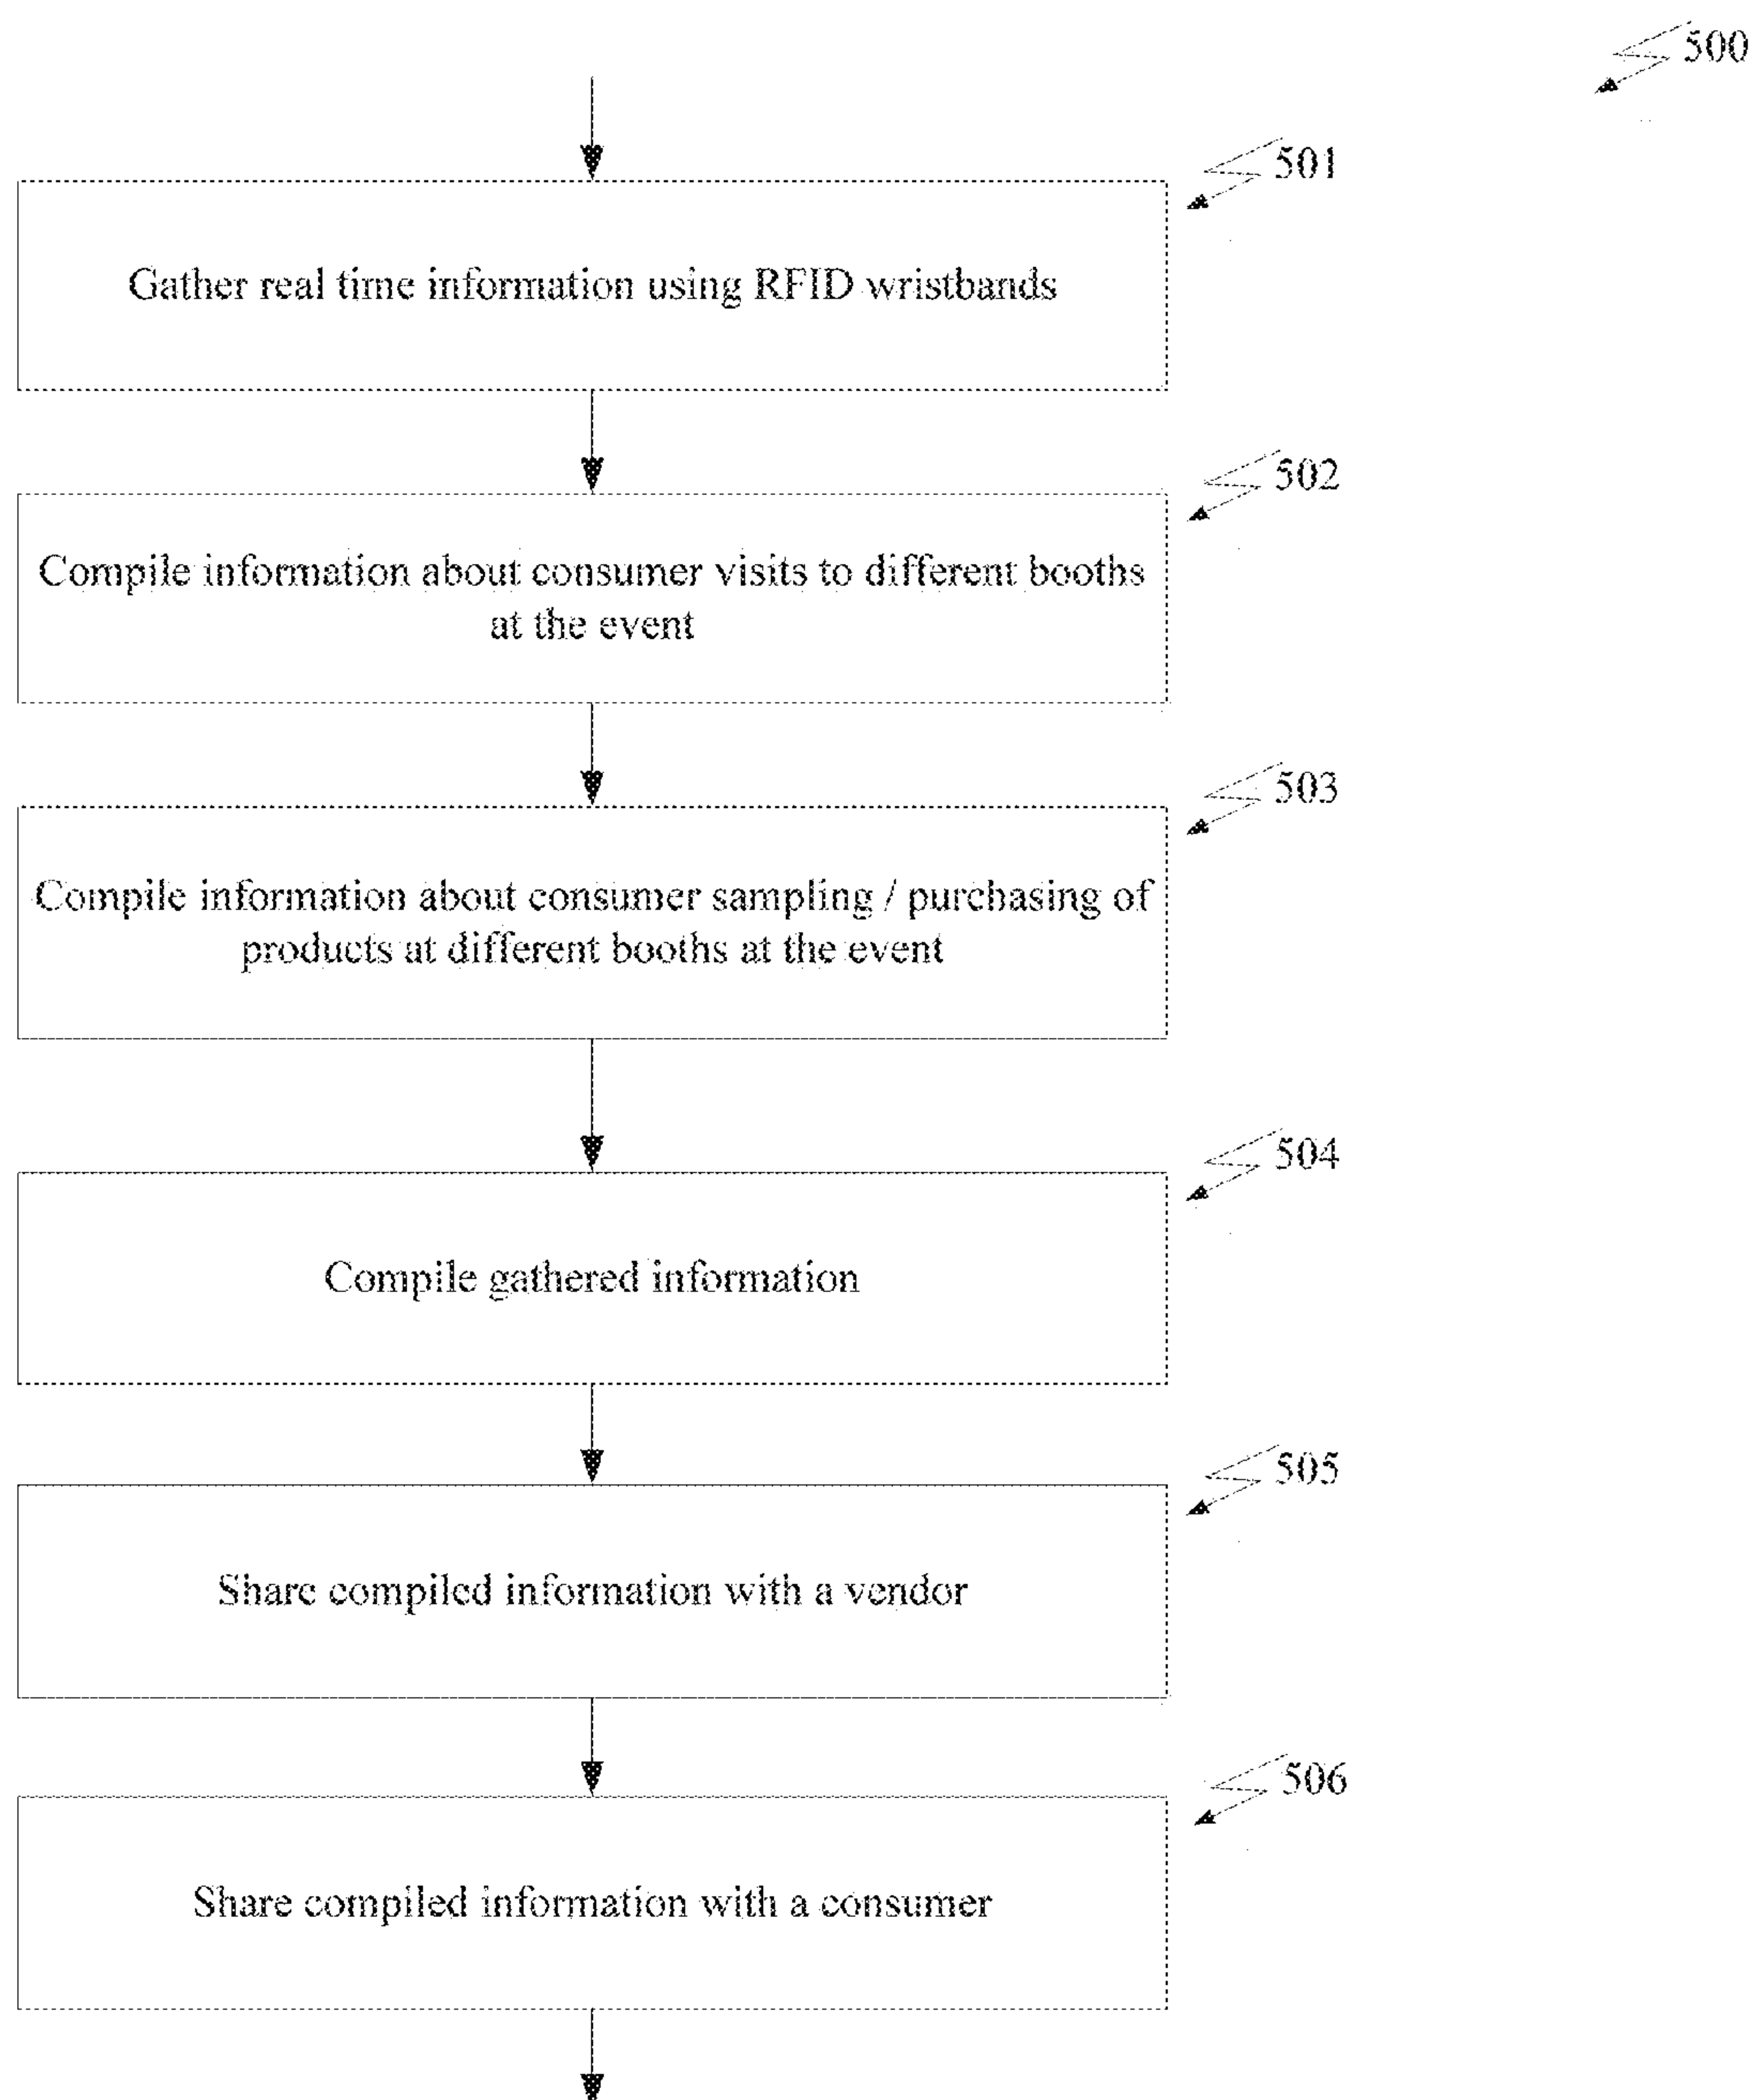 500
501
Gather real time information using RFID wristbands
502
Compile information about consumer visits to different booths
at the event
503
Compile information about consumer sampling / purchasing of
products at different booths at the event
504
Compile gathered information
505
Share compiled information with a vendor
506
Share compiled information with a consumer